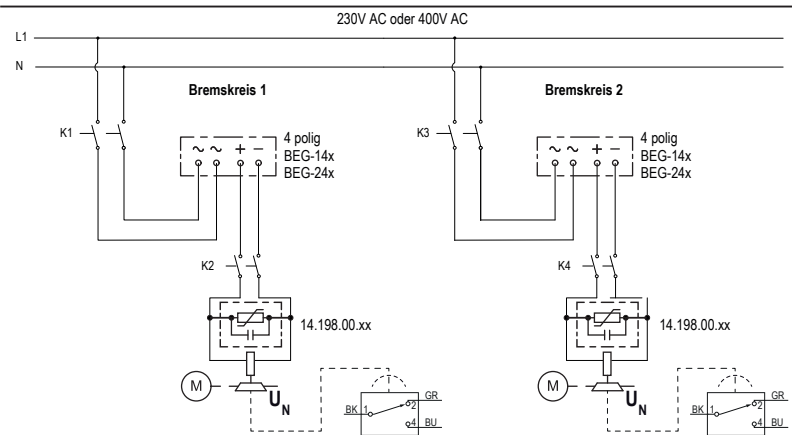 230V AC oder 400V AC
L1
N
Bremskreis 1
Bremskreis 2
K1
~ ~ + −
4 polig
BEG-14x
BEG-24x
K3
~ ~ + −
4 polig
BEG-14x
BEG-24x
K2
K4
14.198.00.xx
14.198.00.xx
M
UN
M
UN
BK 1 2 GR
4 BU
BK 1 2 GR
4 BU